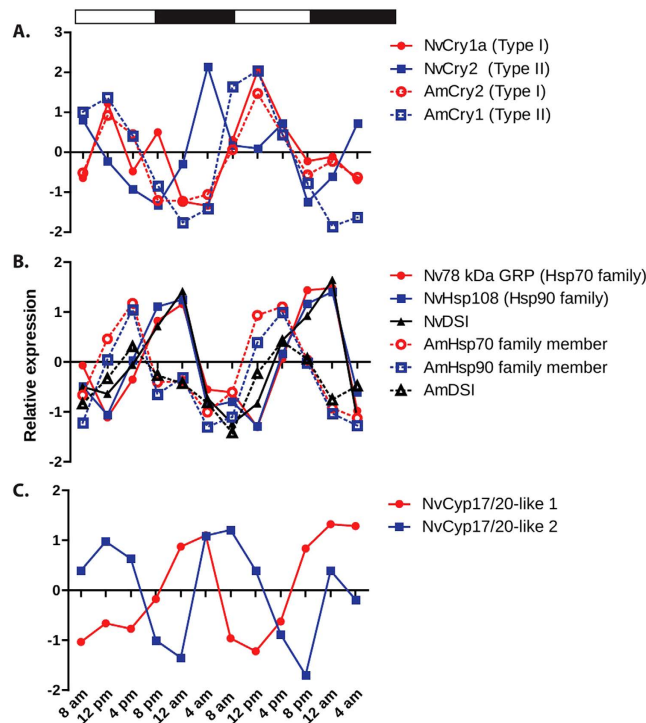 A.
3
2
1
0
-1
-2
NvCry1a (Type I)
NvCry2 (Type II)
AmCry2 (Type I)
AmCry1 (Type II)
B.
Relative expression
2
1
0
-1
-2
Nv78 kDa GRP (Hsp70 family)
NvHsp108 (Hsp90 family)
NvDSI
AmHsp70 family member
AmHsp90 family member
AmDSI
C.
2
1
0
-1
-2
NvCyp17/20-like 1
NvCyp17/20-like 2
8 am
12 pm
4 pm
8 pm
12 am
4 am
8 am
12 pm
4 pm
8 pm
12 am
4 am